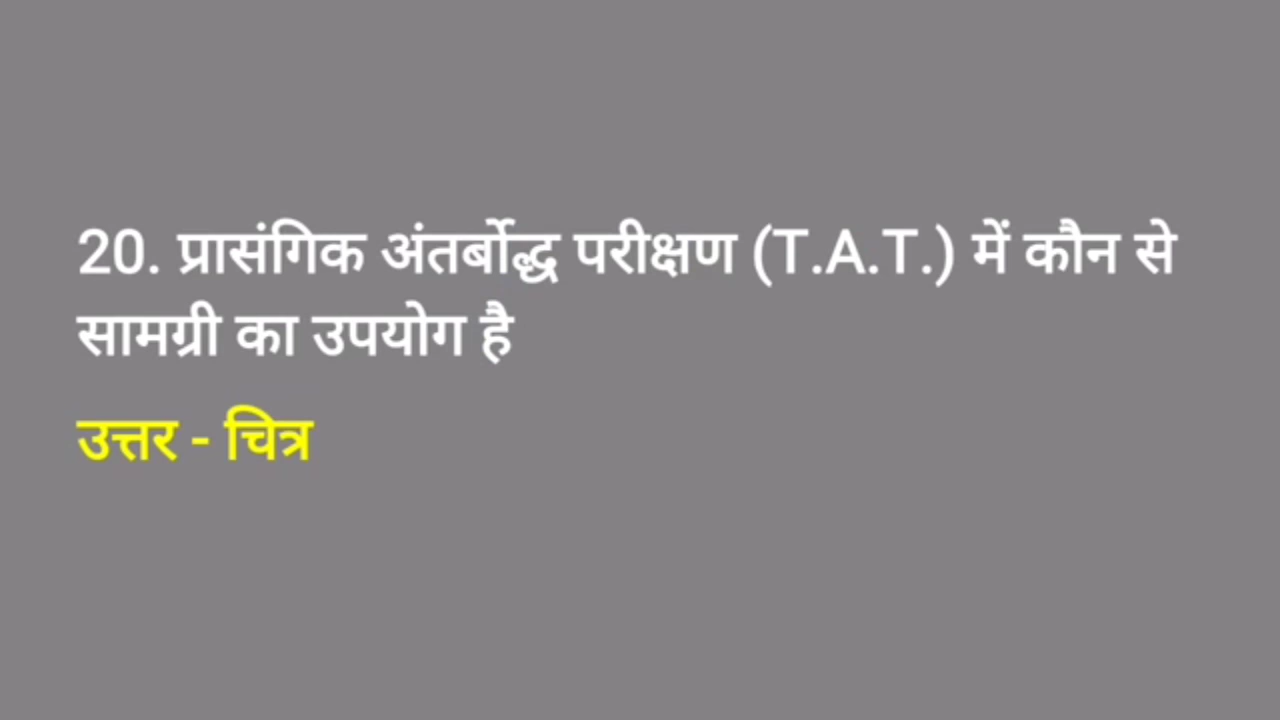 20. प्रासंगिक अंतर्बोद्ध परीक्षण (T.A.T.) में कौन से
सामग्री का उपयोग है
उत्तर - चित्र